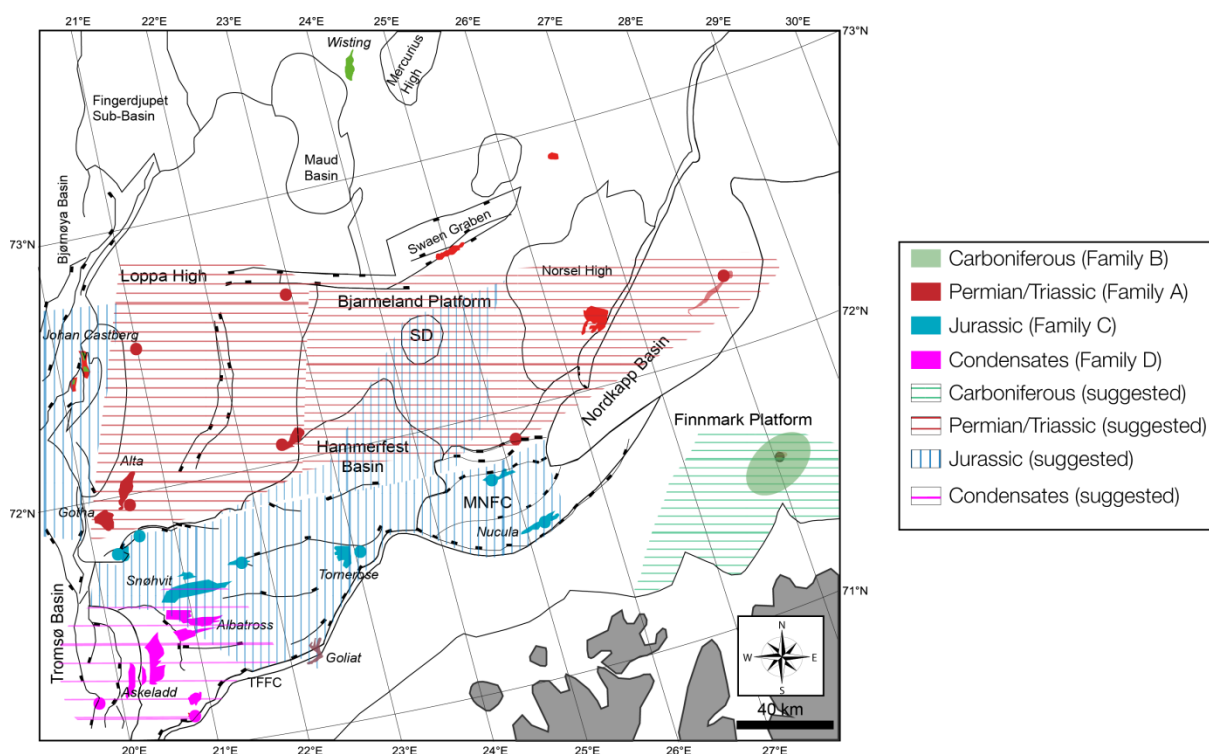 21°E 22°E 23°E 24°E 25°E 26°E 27°E 28°E 29°E 30°E
73°N
Wisting
Mercurius
High
Fingerdjupet
Sub-Basin
Maud
Basin
Bjørnøya Basin
73°N
Swaen Graben
Loppa High
Norsel High
Bjarmeland Platform
72°N
SD
Johan Castberg
Nordkapp Basin
Finnmark Platform
Hammerfest
Basin
Alta
MNFC
Gotha
72°N
Nucula
Snøhvit
Tornerose
71°N
Tromsø Basin
Albatross
Goliat
TFFC
Askeladd
N
W E
S
40 km
20°E 21°E 22°E 23°E 24°E 25°E 26°E 27°E
Carboniferous (Family B)
Permian/Triassic (Family A)
Jurassic (Family C)
Condensates (Family D)
Carboniferous (suggested)
Permian/Triassic (suggested)
Jurassic (suggested)
Condensates (suggested)